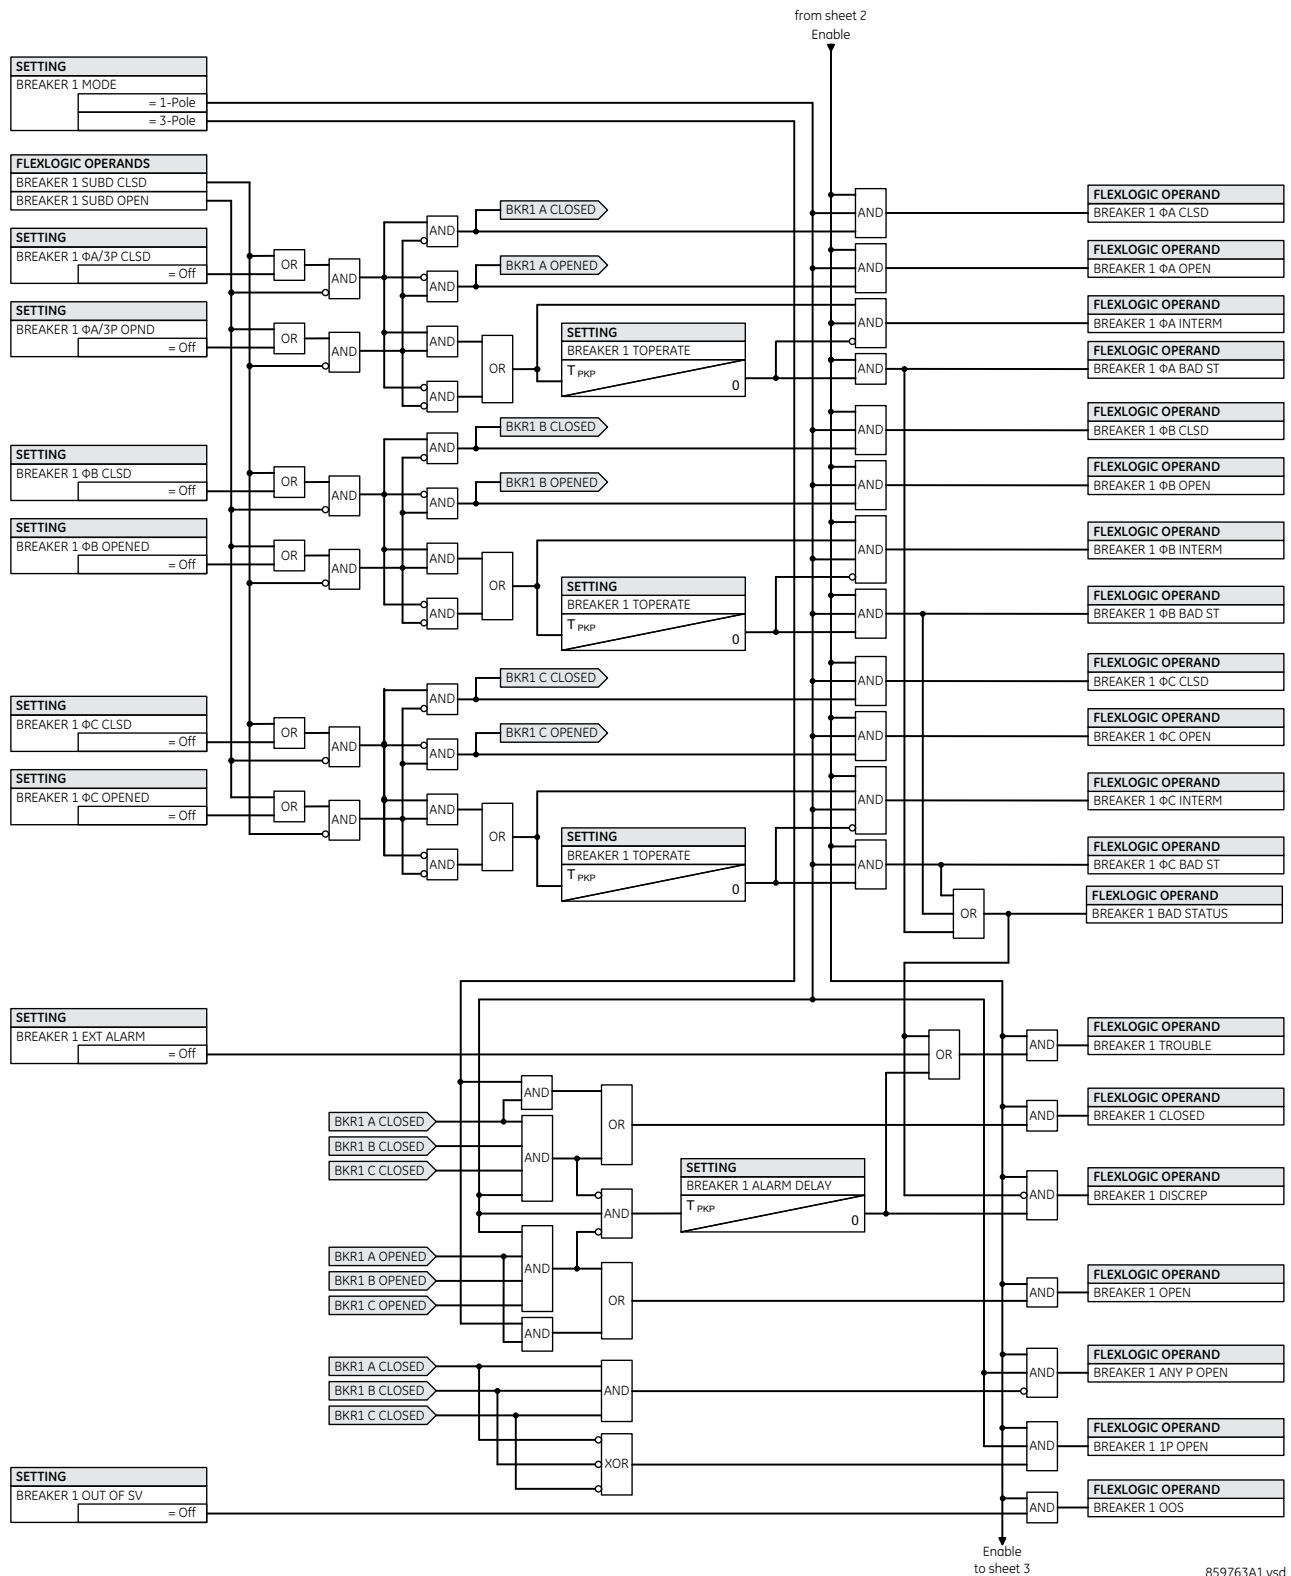 from sheet 2
Enable
SETTING
BREAKER 1 MODE
= 1-Pole
= 3-Pole
FLEXLOGIC OPERANDS
BREAKER 1 SUBD CLSD
BREAKER 1 SUBD OPEN
SETTING
BREAKER 1 ΦA/3P CLSD
= Off
SETTING
BREAKER 1 ΦA/3P OPND
= Off
OR
AND
OR
AND
AND
BKR1 A CLOSED
AND
BKR1 A OPENED
AND
AND
OR
SETTING
BREAKER 1 TOPERATE
T PKP
0
AND
FLEXLOGIC OPERAND
BREAKER 1 ΦA CLSD
AND
FLEXLOGIC OPERAND
BREAKER 1 ΦA OPEN
AND
FLEXLOGIC OPERAND
BREAKER 1 ΦA INTERM
AND
FLEXLOGIC OPERAND
BREAKER 1 ΦA BAD ST
SETTING
BREAKER 1 ΦB CLSD
= Off
SETTING
BREAKER 1 ΦB OPENED
= Off
OR
AND
OR
AND
AND
BKR1 B CLOSED
AND
BKR1 B OPENED
AND
AND
OR
SETTING
BREAKER 1 TOPERATE
T PKP
0
AND
FLEXLOGIC OPERAND
BREAKER 1 ΦB CLSD
AND
FLEXLOGIC OPERAND
BREAKER 1 ΦB OPEN
AND
FLEXLOGIC OPERAND
BREAKER 1 ΦB INTERM
AND
FLEXLOGIC OPERAND
BREAKER 1 ΦB BAD ST
SETTING
BREAKER 1 ΦC CLSD
= Off
SETTING
BREAKER 1 ΦC OPENED
= Off
OR
AND
OR
AND
AND
BKR1 C CLOSED
AND
BKR1 C OPENED
AND
AND
OR
SETTING
BREAKER 1 TOPERATE
T PKP
0
AND
FLEXLOGIC OPERAND
BREAKER 1 ΦC CLSD
AND
FLEXLOGIC OPERAND
BREAKER 1 ΦC OPEN
AND
FLEXLOGIC OPERAND
BREAKER 1 ΦC INTERM
AND
FLEXLOGIC OPERAND
BREAKER 1 ΦC BAD ST
OR
FLEXLOGIC OPERAND
BREAKER 1 BAD STATUS
SETTING
BREAKER 1 EXT ALARM
= Off
OR
AND
FLEXLOGIC OPERAND
BREAKER 1 TROUBLE
AND
BKR1 A CLOSED
BKR1 B CLOSED
BKR1 C CLOSED
AND
OR
AND
FLEXLOGIC OPERAND
BREAKER 1 CLOSED
AND
SETTING
BREAKER 1 ALARM DELAY
T PKP
0
AND
FLEXLOGIC OPERAND
BREAKER 1 DISCREP
BKR1 A OPENED
BKR1 B OPENED
BKR1 C OPENED
AND
AND
OR
AND
FLEXLOGIC OPERAND
BREAKER 1 OPEN
BKR1 A CLOSED
BKR1 B CLOSED
BKR1 C CLOSED
AND
AND
FLEXLOGIC OPERAND
BREAKER 1 ANY P OPEN
XOR
AND
FLEXLOGIC OPERAND
BREAKER 1 1P OPEN
SETTING
BREAKER 1 OUT OF SV
= Off
AND
FLEXLOGIC OPERAND
BREAKER 1 OOS
Enable
to sheet 3
859763A1.vsd